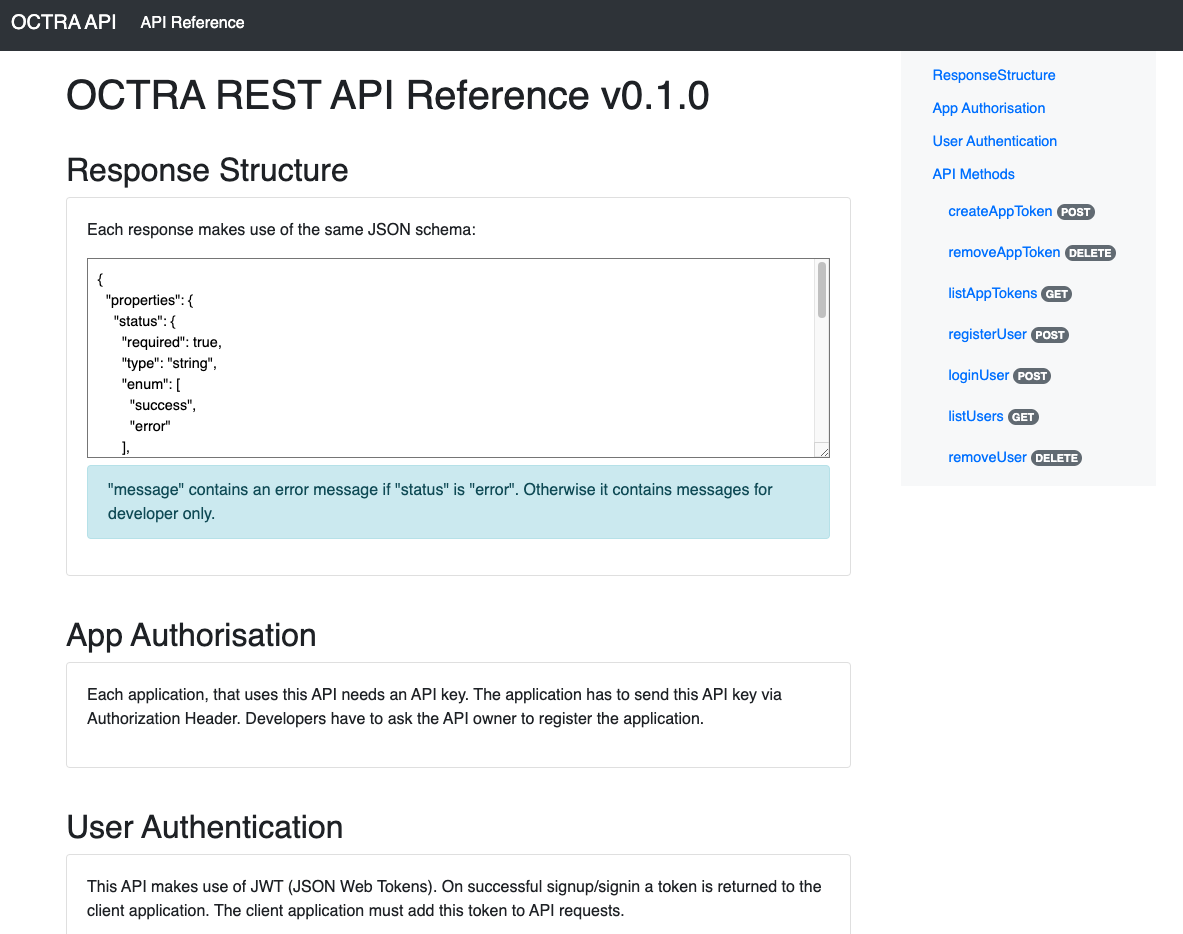 OCTRA API
API Reference
OCTRA REST API Reference v0.1.0
Response Structure
Each response makes use of the same JSON schema:
{
  "properties": {
    "status": {
      "required": true,
      "type": "string",
      "enum": [
        "success",
        "error"
      ],
"message" contains an error message if "status" is "error". Otherwise it contains messages for
developer only.
App Authorisation
Each application, that uses this API needs an API key. The application has to send this API key via
Authorization Header. Developers have to ask the API owner to register the application.
User Authentication
This API makes use of JWT (JSON Web Tokens). On successful signup/signin a token is returned to the
client application. The client application must add this token to API requests.
ResponseStructure
App Authorisation
User Authentication
API Methods
createAppToken POST
removeAppToken DELETE
listAppTokens GET
registerUser POST
loginUser POST
listUsers GET
removeUser DELETE